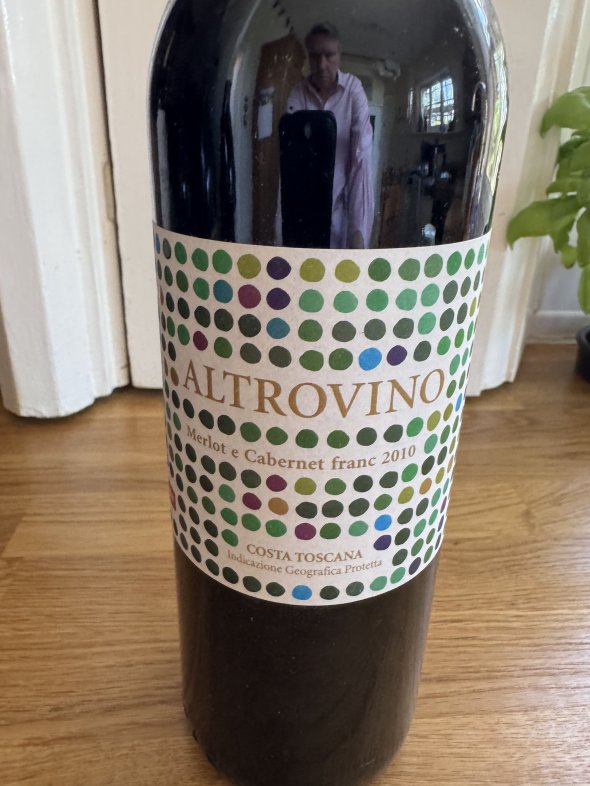 ALTROVINO
Merlot e Cabernet franc 2010
COSTA TOSCANA
Indicazione Geografica Protetta